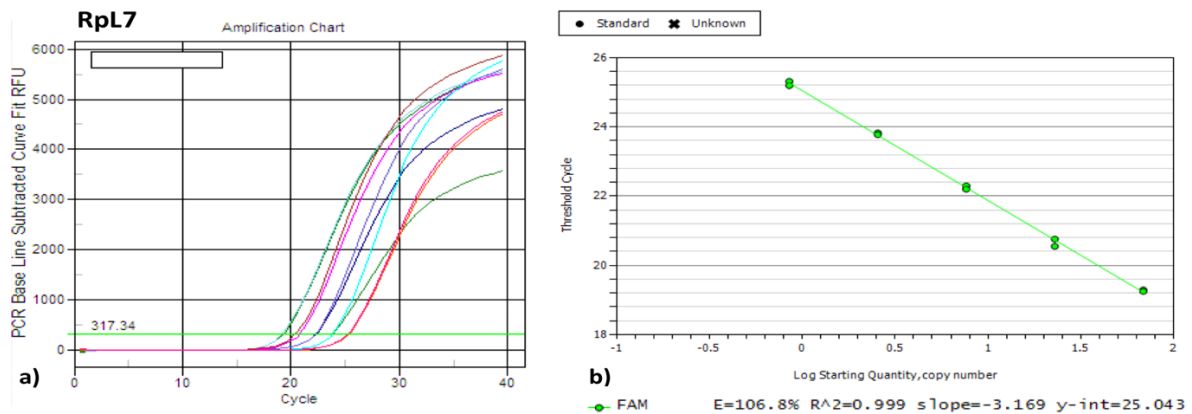 RpL7
Amplification Chart
PCR Base Line Subtracted Curve Fit RFU
6000
5000
4000
3000
2000
1000
0
317.34
0 10 20 30 40
Cycle
a)
Standard Unknown
Threshold Cycle
26
24
22
20
18
-1 -0.5 0 0.5 1 1.5 2
Log Starting Quantity, copy number
b)
FAM E=106.8% R^2=0.999 slope=-3.169 y-int=25.043